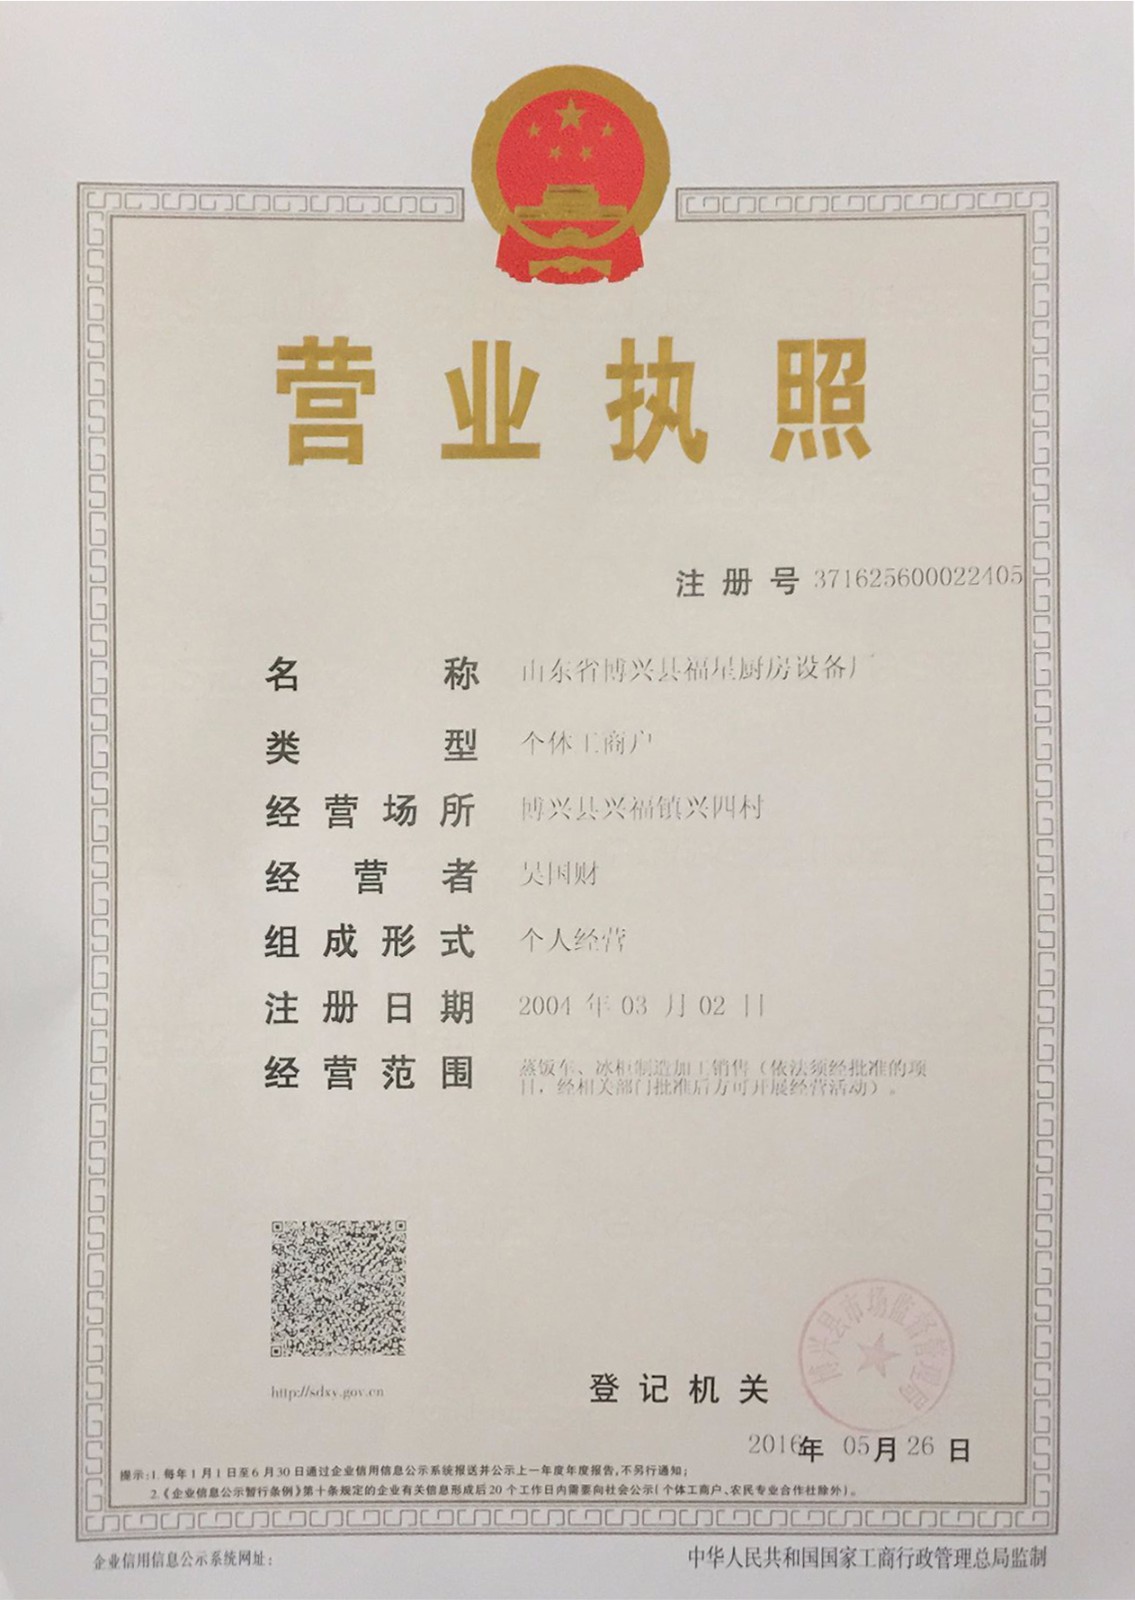 营业执照
注册号 371625600022405
名称 山东省博兴县福星厨房设备厂
类型 个体工商户
经营场所 博兴县兴福镇兴四村
经营者 吴国财
组成形式 个人经营
注册日期 2004 年 03 月 02 日
经营范围 蒸饭车、冰柜制造加工销售（依法须经批准的项
目，经相关部门批准后方可开展经营活动）。
博兴县市场监督管理局
http://sdxy.gov.cn
登记机关
2016年 05月 26 日
提示:1. 每年1月1日至6月30日通过企业信用信息公示系统报送并公示上一年度年度报告,不另行通知;
2.《企业信息公示暂行条例》第十条规定的企业有关信息形成后20个工作日内需要向社会公示(个体工商户、农民专业合作社除外)。
企业信用信息公示系统网址:
中华人民共和国国家工商行政管理总局监制